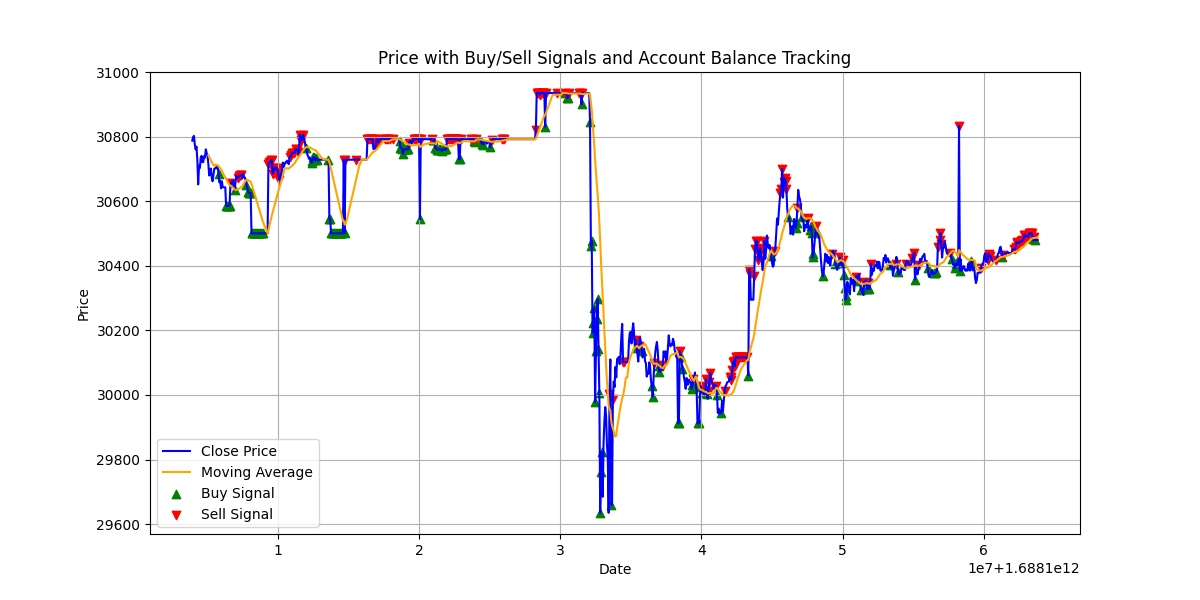 Price with Buy/Sell Signals and Account Balance Tracking
31000
30800
30600
30400
30200
30000
29800
29600
Price
Close Price
Moving Average
Buy Signal
Sell Signal
1 2 3 4 5 6
Date
1e7+1.6881e12